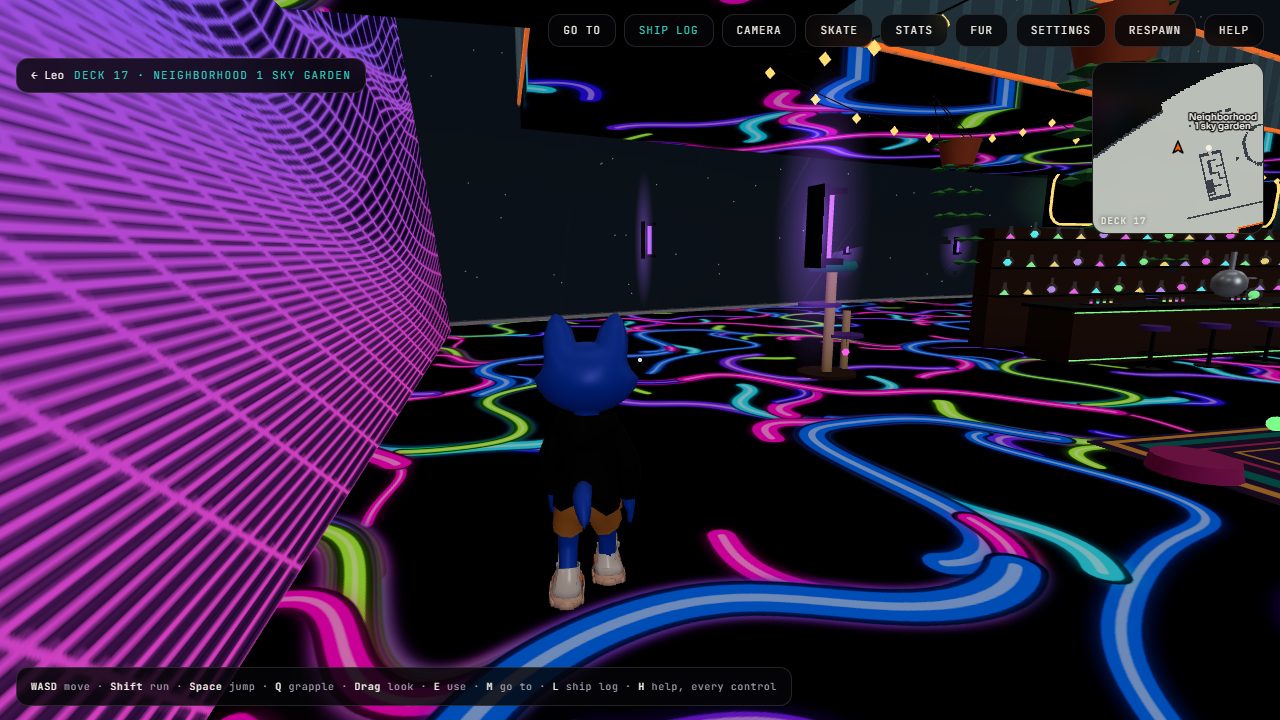 GO TO
SHIP LOG
CAMERA
SKATE
STATS
FUR
SETTINGS
RESPAWN
HELP
← Leo DECK 17 · NEIGHBORHOOD 1 SKY GARDEN
Neighborhood
1 sky garden
DECK 17
WASD move · Shift run · Space jump · Q grapple · Drag look · E use · M go to · L ship log · H help, every control